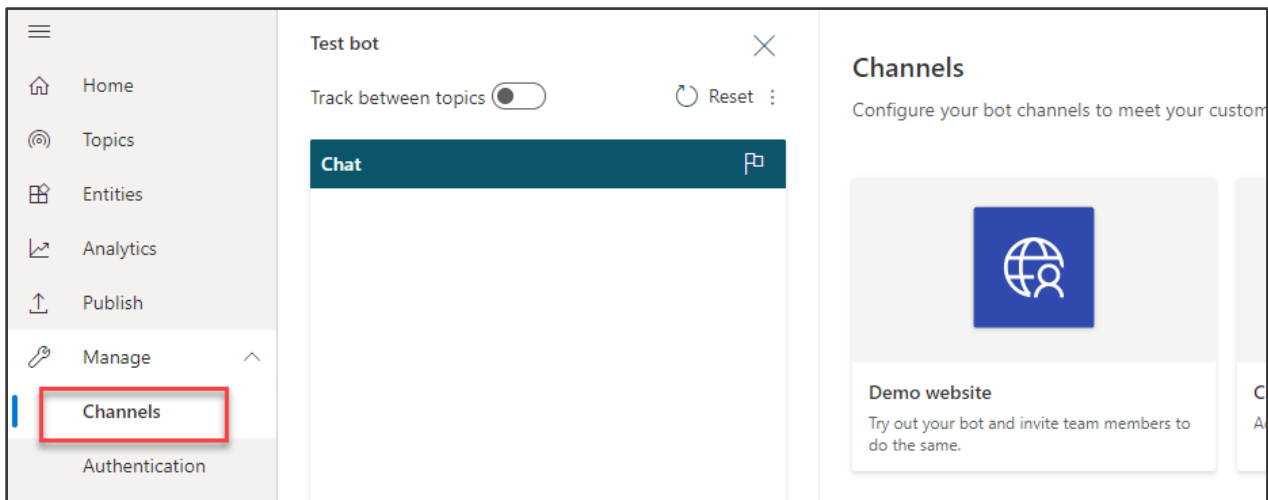 Home
Topics
Entities
Analytics
Publish
Manage
Channels
Authentication
Test bot
Track between topics
Reset
Chat
Channels
Configure your bot channels to meet your
Demo website
Try out your bot and invite team members to
do the same.